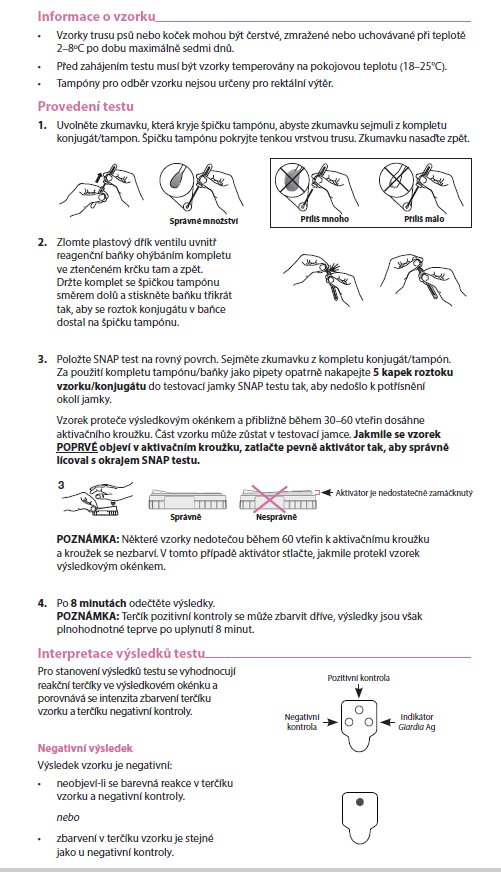 Informace o vzorku
• Vzorky trusu psů nebo koček mohou být čerstvé, zmražené nebo uchovávané při teplotě
2–8ºC po dobu maximálně sedmi dnů.
• Před zahájením testu musí být vzorky temperovány na pokojovou teplotu (18–25°C).
• Tampóny pro odběr vzorku nejsou určeny pro rektální výtěr.
Provedení testu
1. Uvolněte zkumavku, která kryje špičku tampónu, abyste zkumavku sejmuli z kompletu
konjugát/tampon. Špičku tampónu pokryjte tenkou vrstvou trusu. Zkumavku nasaďte zpět.
Správné množství
Příliš mnoho
Příliš málo
2. Zlomte plastový dřík ventilu uvnitř
reagenční baňky ohýbáním kompletu
ve ztenčeném krčku tam a zpět.
Držte komplet se špičkou tampónu
směrem dolů a stiskněte baňku třikrát
tak, aby se roztok konjugátu v baňce
dostal na špičku tampónu.
3. Položte SNAP test na rovný povrch. Sejměte zkumavku z kompletu konjugát/tampón.
Za použití kompletu tampónu/baňky jako pipety opatrně nakapejte 5 kapek roztoku
vzorku/konjugátu do testovací jamky SNAP testu tak, aby nedošlo k potřísnění
okolí jamky.
Vzorek proteče výsledkovým okénkem a přibližně během 30–60 vteřin dosáhne
aktivačního kroužku. Část vzorku může zůstat v testovací jamce. Jakmile se vzorek
POPRVÉ objeví v aktivačním kroužku, zatlačte pevně aktivátor tak, aby správně
lícoval s okrajem SNAP testu.
3
Aktivátor je nedostatečně zamáčknutý
Správně
Nesprávně
POZNÁMKA: Některé vzorky nedotečou během 60 vteřin k aktivačnímu kroužku
a kroužek se nezbarví. V tomto případě aktivátor stlačte, jakmile protekl vzorek
výsledkovým okénkem.
4. Po 8 minutách odečtěte výsledky.
POZNÁMKA: Terčík pozitivní kontroly se může zbarvit dříve, výsledky jsou však
plnohodnotné teprve po uplynutí 8 minut.
Interpretace výsledků testu
Pro stanovení výsledků testu se vyhodnocují
reakční terčíky ve výsledkovém okénku a
porovnává se intenzita zbarvení terčíku
vzorku a terčíku negativní kontroly.
Pozitivní kontrola
Negativní
kontrola
Indikátor
Giardia Ag
Negativní výsledek
Výsledek vzorku je negativní:
• neobjeví-li se barevná reakce v terčíku
vzorku a negativní kontroly.
nebo
• zbarvení v terčíku vzorku je stejné
jako u negativní kontroly.